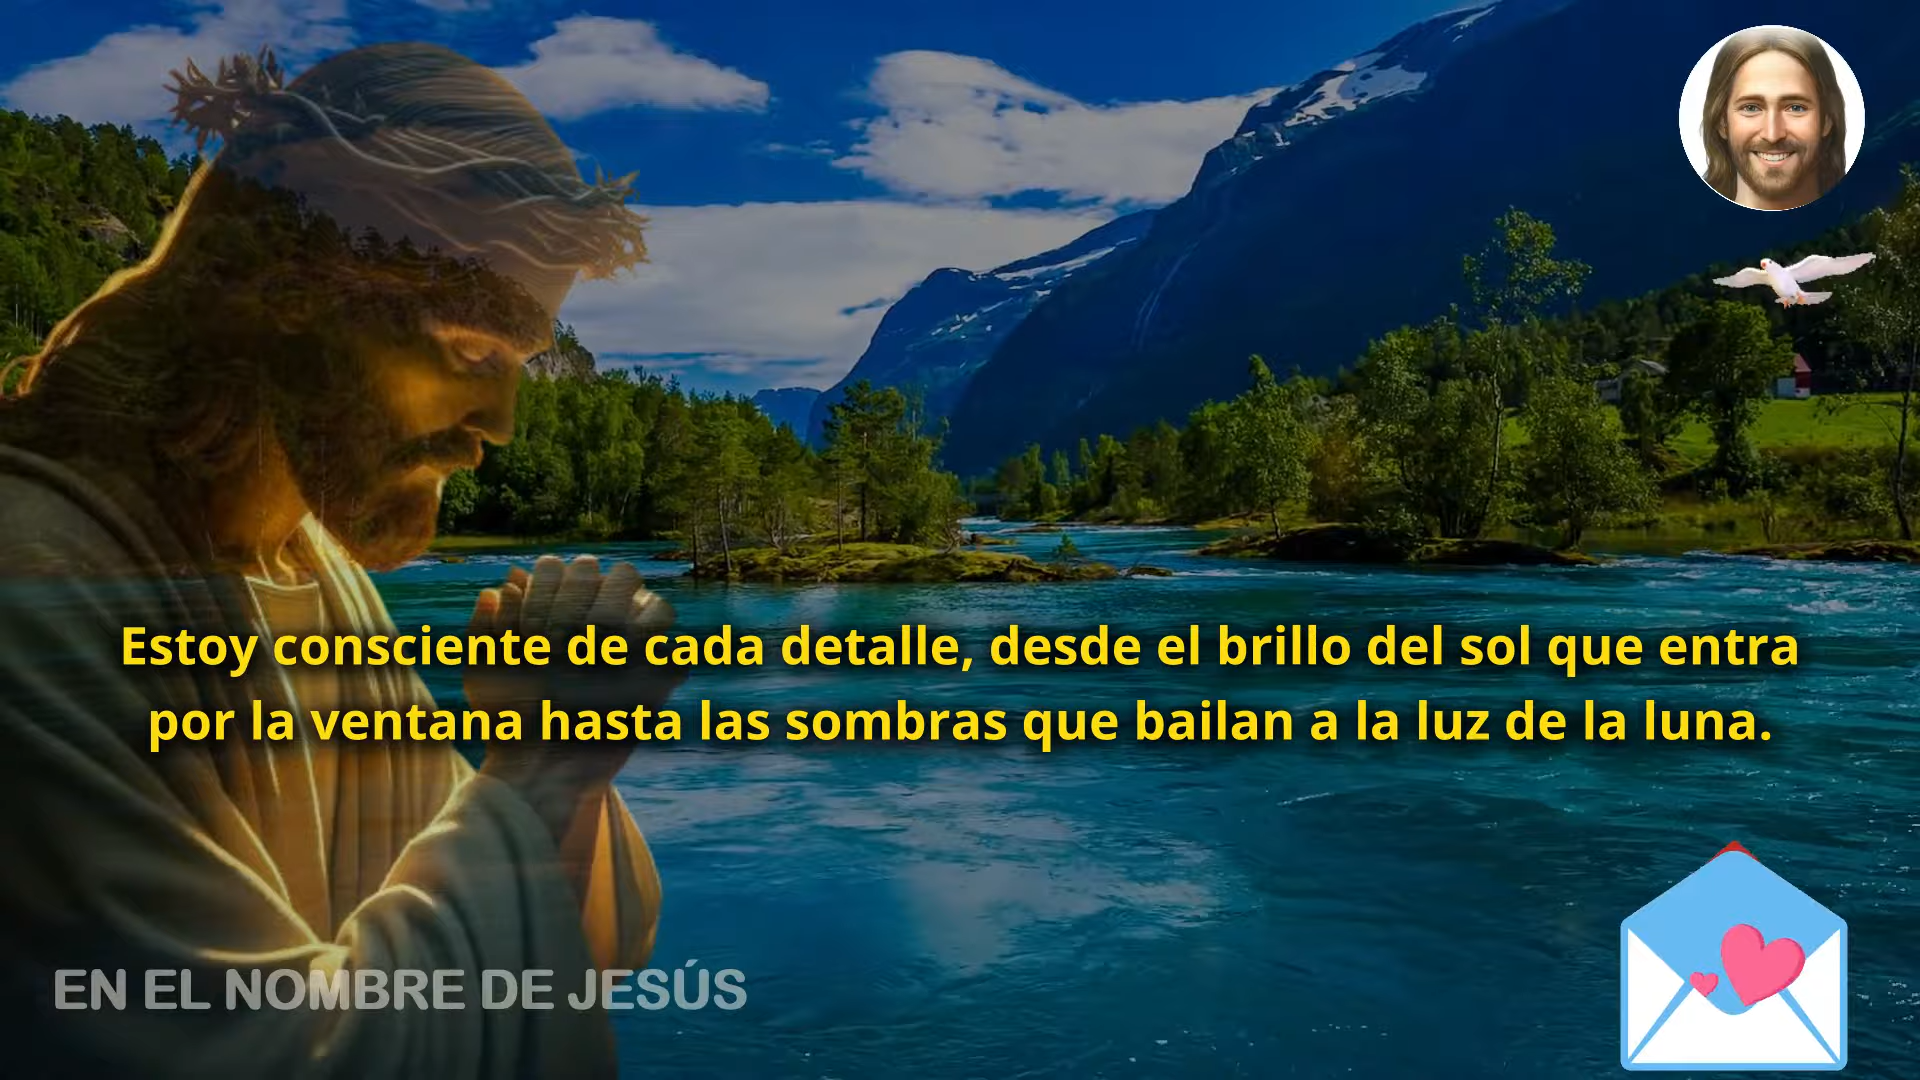 Estoy consciente de cada detalle, desde el brillo del sol que entra
por la ventana hasta las sombras que bailan a la luz de la luna.
EN EL NOMBRE DE JESÚS